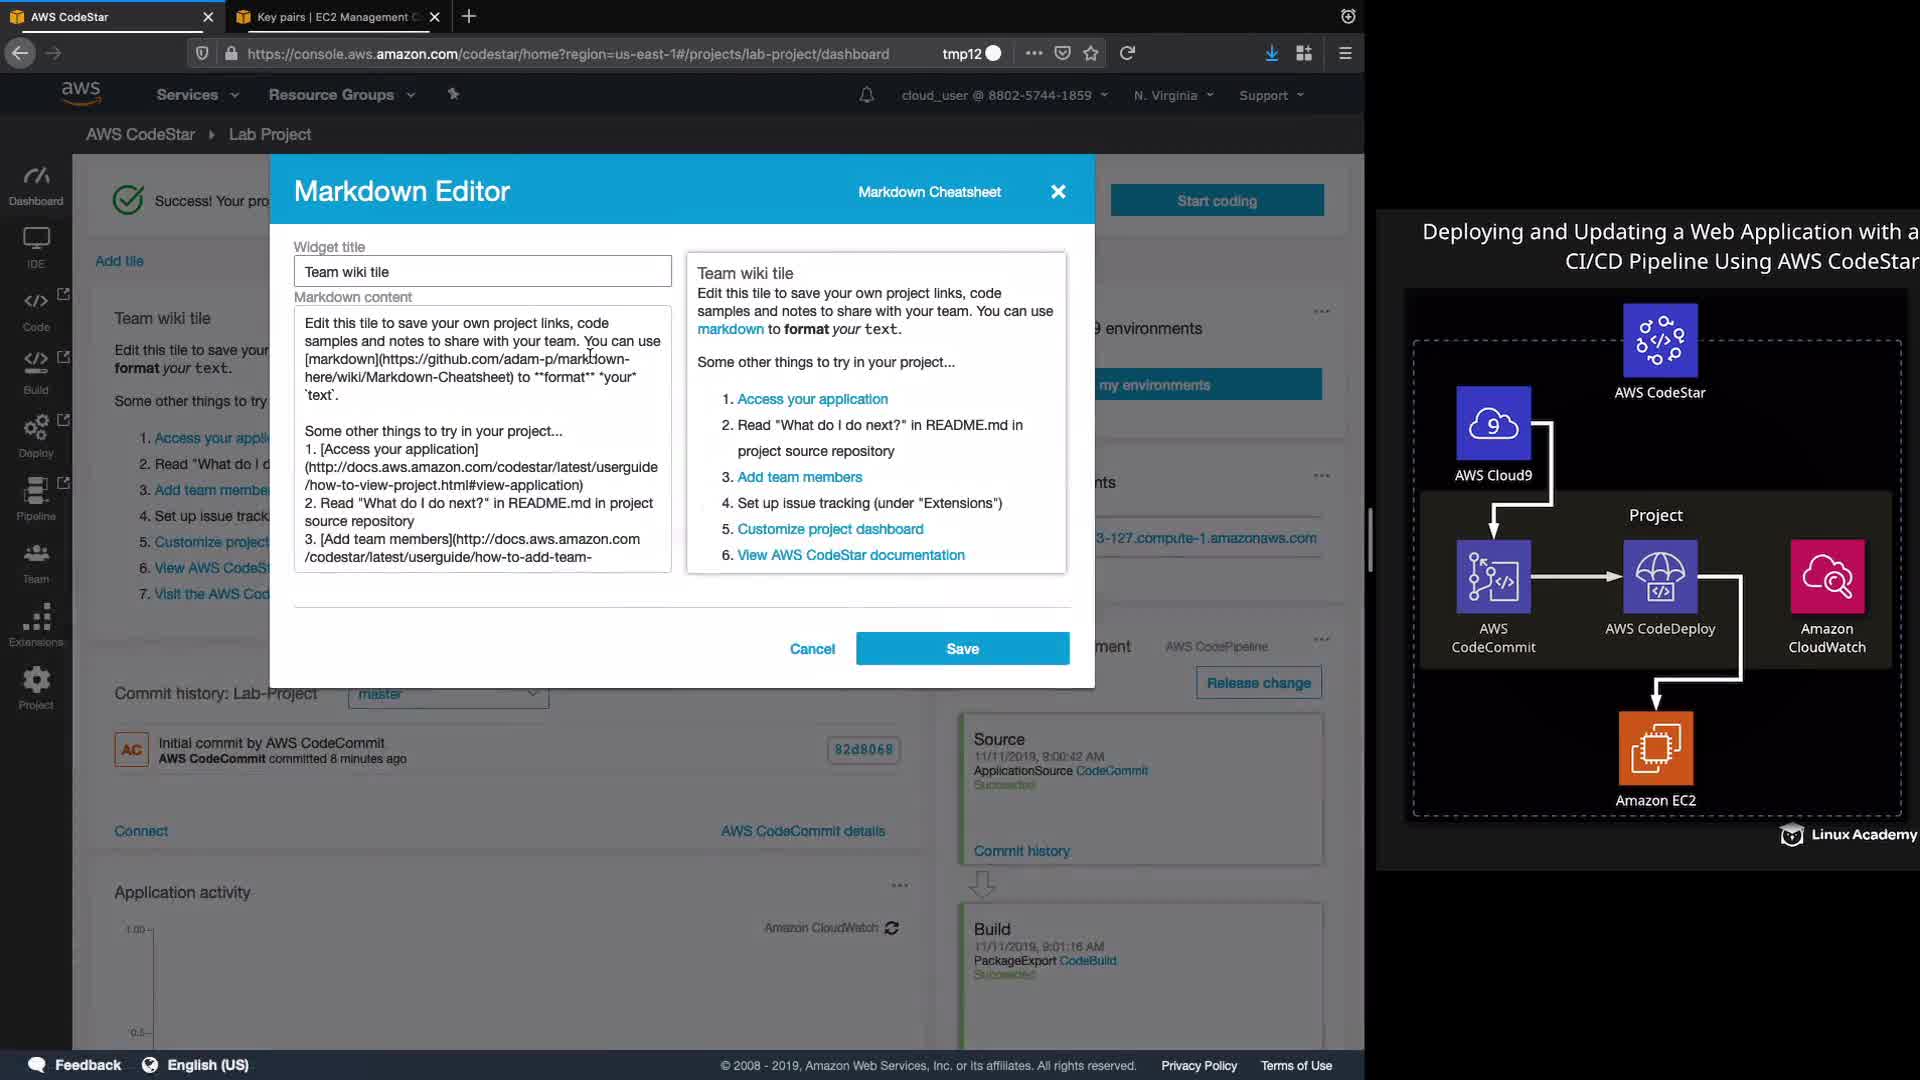 AWS CodeStar
Key pairs | EC2 Management C
https://console.aws.amazon.com/codestar/home?region=us-east-1#/projects/lab-project/dashboard
tmp12
aws
Services
Resource Groups
cloud_user @ 8802-5744-1859
N. Virginia
Support
AWS CodeStar
Lab Project
Dashboard
IDE
Code
Build
Deploy
Pipeline
Team
Extensions
Project
Success! Your pro
Start coding
Add tile
Team wiki tile
Edit this tile to save your
format your text.
Some other things to try
1. Access your appli
2. Read "What do I d
3. Add team membe
4. Set up issue track
5. Customize project
6. View AWS CodeSt
7. Visit the AWS Cod
Markdown Editor
Markdown Cheatsheet
Widget title
Team wiki tile
Markdown content
Edit this tile to save your own project links, code
samples and notes to share with your team. You can use
[markdown](https://github.com/adam-p/markdown-
here/wiki/Markdown-Cheatsheet) to **format** *your*
`text`.
Some other things to try in your project...
1. [Access your application]
(http://docs.aws.amazon.com/codestar/latest/userguide
/how-to-view-project.html#view-application)
2. Read "What do I do next?" in README.md in project
source repository
3. [Add team members](http://docs.aws.amazon.com
/codestar/latest/userguide/how-to-add-team-
Team wiki tile
Edit this tile to save your own project links, code
samples and notes to share with your team. You can use
markdown to format your text.
Some other things to try in your project...
1. Access your application
2. Read "What do I do next?" in README.md in
project source repository
3. Add team members
4. Set up issue tracking (under "Extensions")
5. Customize project dashboard
6. View AWS CodeStar documentation
Cancel
Save
9 environments
my environments
nts
3-127.compute-1.amazonaws.com
ment
AWS CodePipeline
Release change
Commit history: Lab-Project
master
AC
Initial commit by AWS CodeCommit
AWS CodeCommit committed 8 minutes ago
82d8068
Connect
AWS CodeCommit details
Source
11/11/2019, 9:00:42 AM
ApplicationSource CodeCommit
Succeeded
Commit history
Application activity
Amazon CloudWatch
1.00
0.5
Build
11/11/2019, 9:01:16 AM
PackageExport CodeBuild
Succeeded
Feedback
English (US)
© 2008 - 2019, Amazon Web Services, Inc. or its affiliates. All rights reserved.
Privacy Policy
Terms of Use
Deploying and Updating a Web Application with a
CI/CD Pipeline Using AWS CodeStar
AWS CodeStar
9
AWS Cloud9
Project
AWS
CodeCommit
AWS CodeDeploy
Amazon
CloudWatch
Amazon EC2
Linux Academy